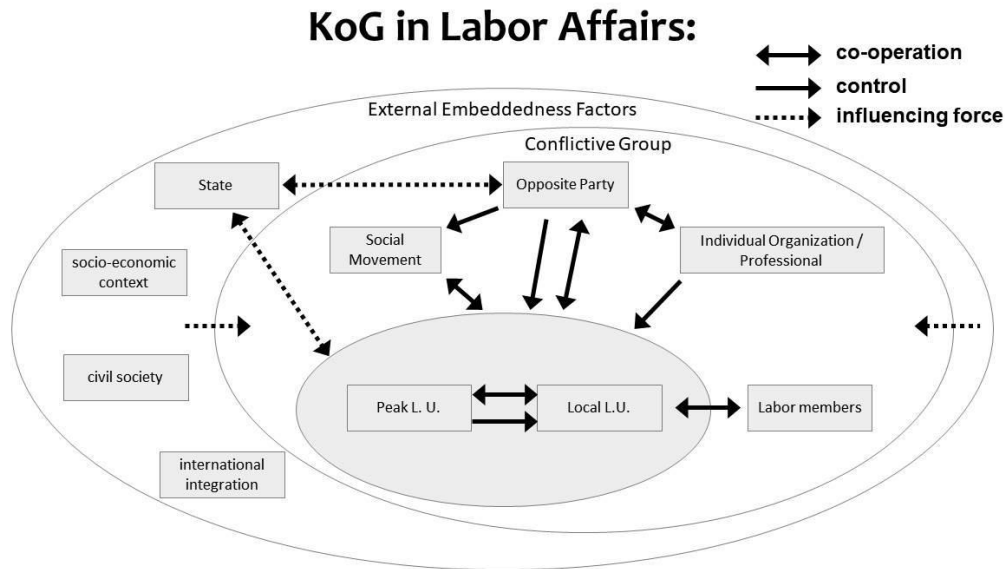 KoG in Labor Affairs:
co-operation
control
influencing force
External Embeddedness Factors
Conflictive Group
State
Opposite Party
Social
Movement
Individual Organization /
Professional
socio-economic
context
civil society
Peak L. U.
Local L.U.
Labor members
international
integration